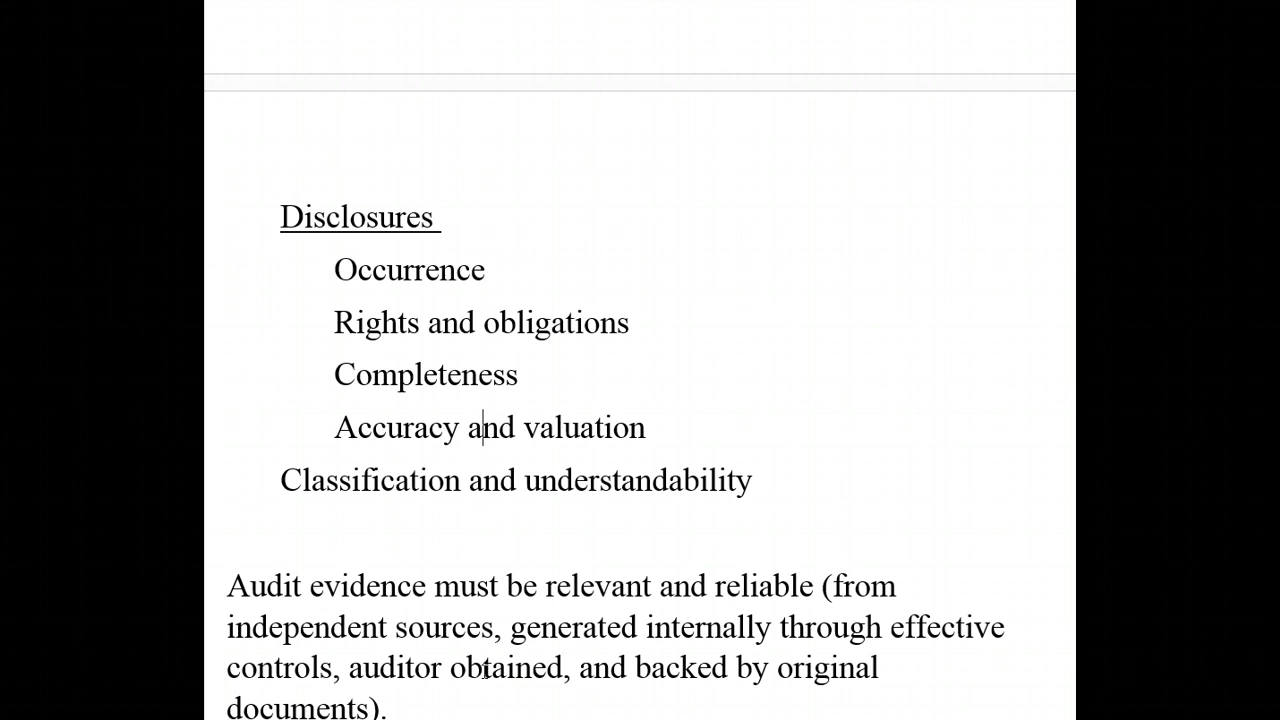 Disclosures
Occurrence
Rights and obligations
Completeness
Accuracy and valuation
Classification and understandability
Audit evidence must be relevant and reliable (from
independent sources, generated internally through effective
controls, auditor obtained, and backed by original
documents).